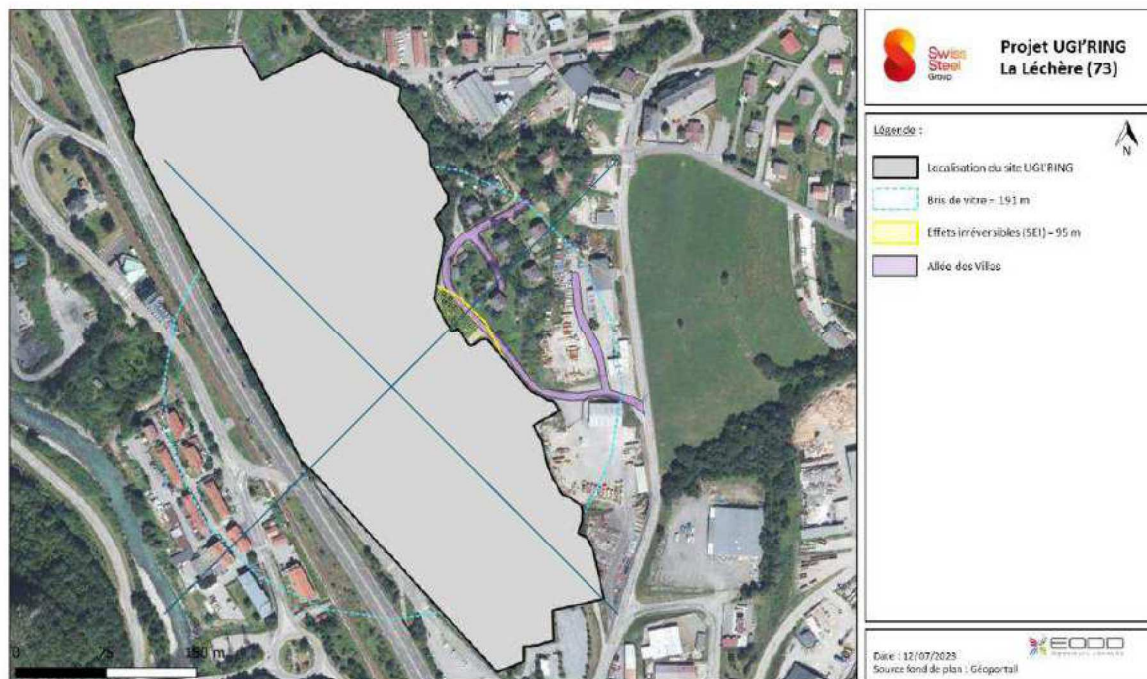 Swiss
Steel
Group
Projet UGI'RING
La Léchère (73)
Légende :
N
Localisation du site UGI'RING
Bris de vitre = 191 m
Effets irréversibles (SEI) = 95 m
Allée des Villas
0 75 150 m
Date : 12/07/2023
Source fond de plan : Géoportail
EODD